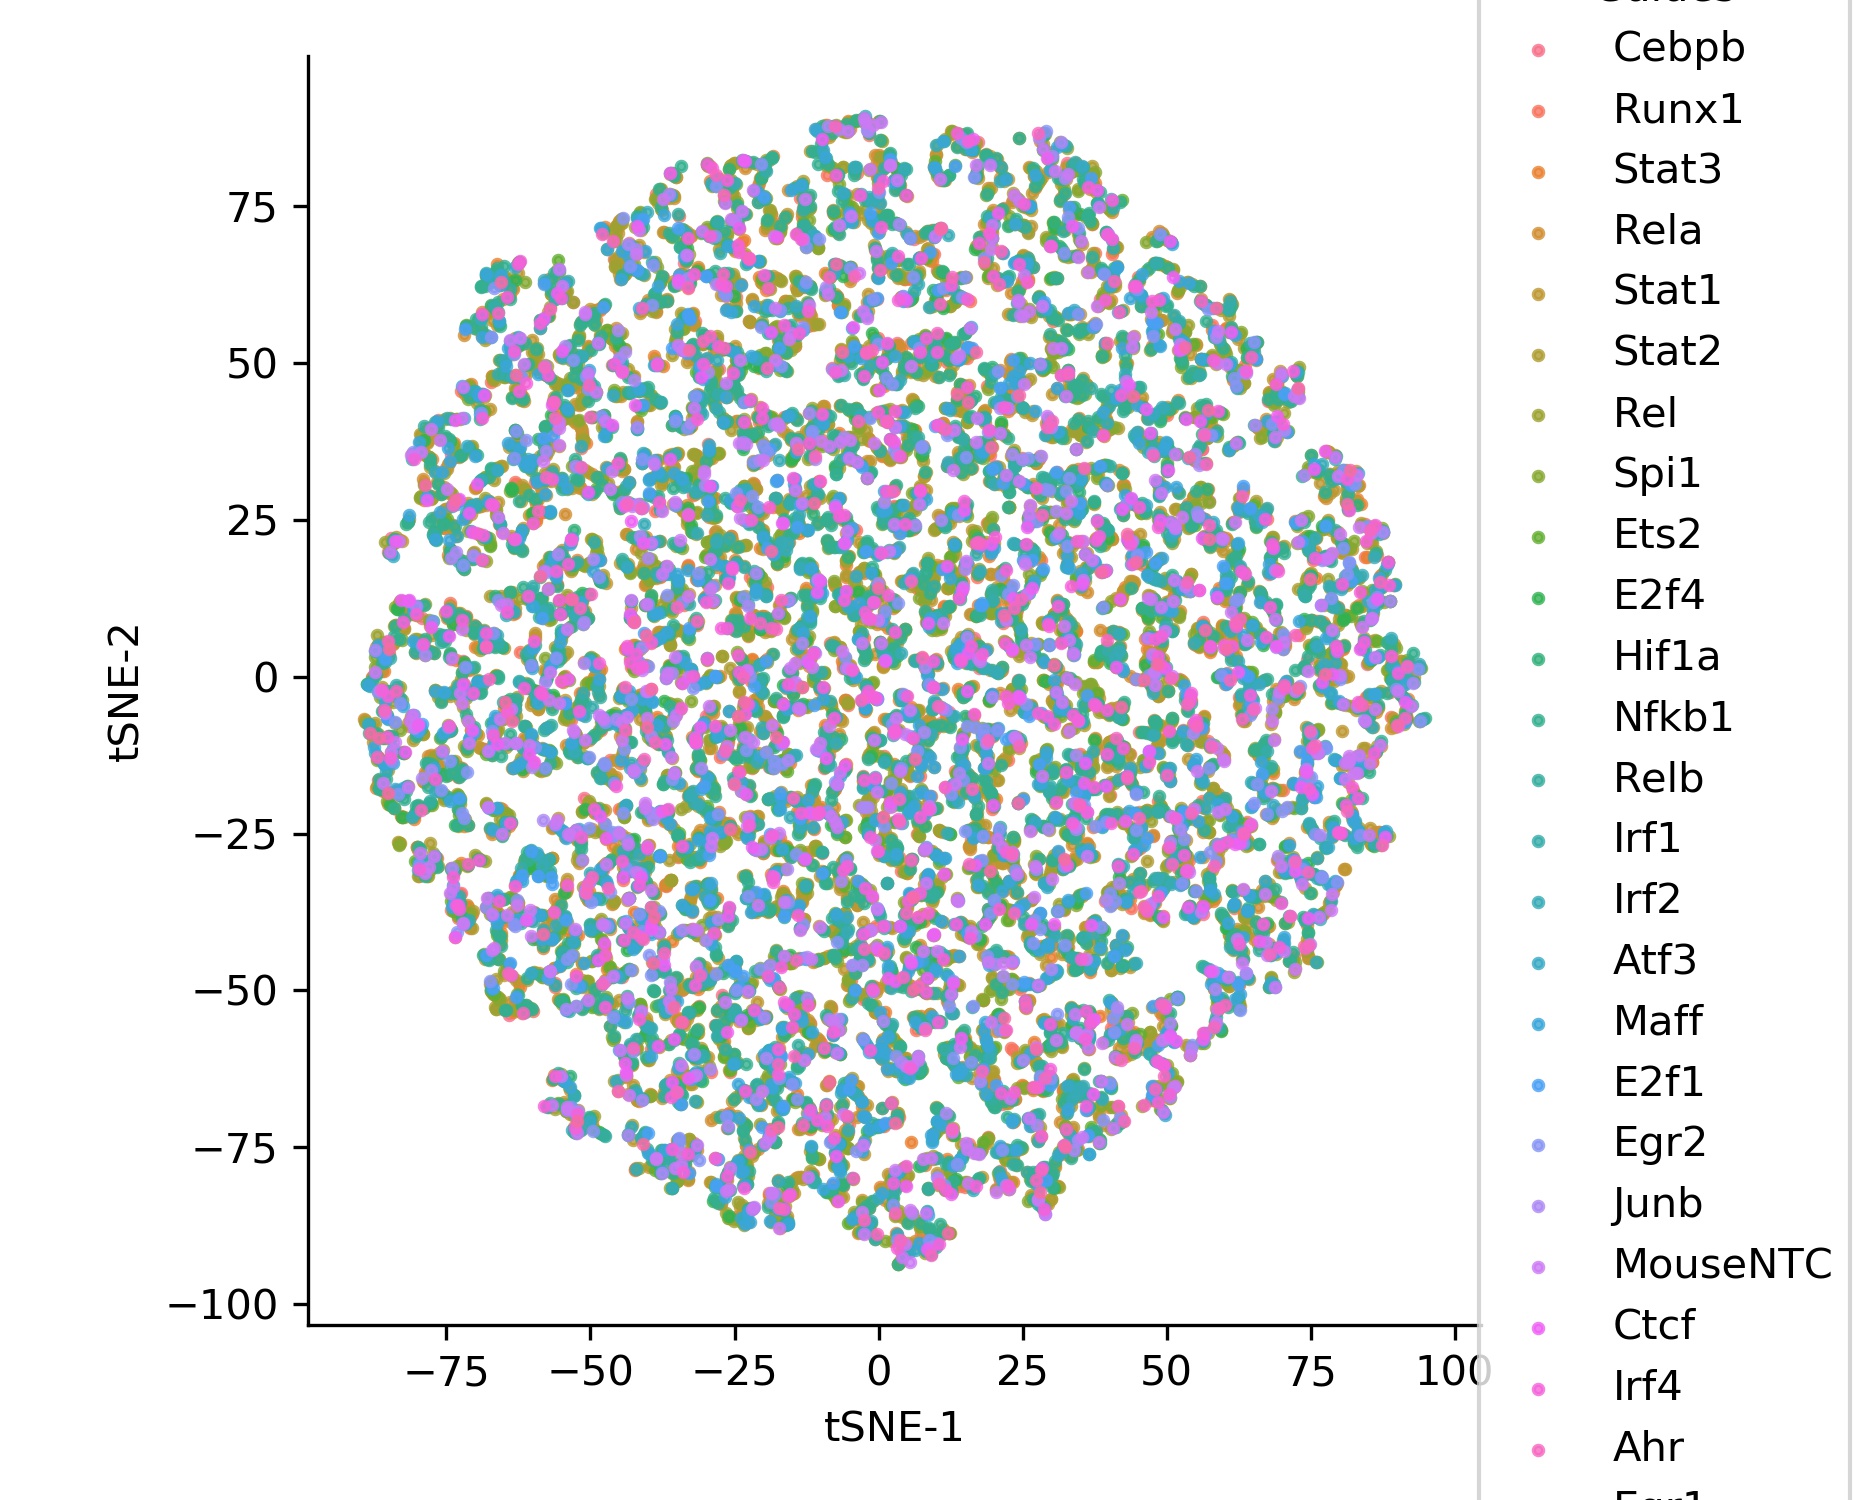 Cebpb
Runx1
Stat3
Rela
Stat1
Stat2
Rel
Spi1
Ets2
E2f4
Hif1a
Nfkb1
Relb
Irf1
Irf2
Atf3
Maff
E2f1
Egr2
Junb
MouseNTC
Ctcf
Irf4
Ahr
75
50
25
0
−25
−50
−75
−100
tSNE-2
−75 −50 −25 0 25 50 75 100
tSNE-1